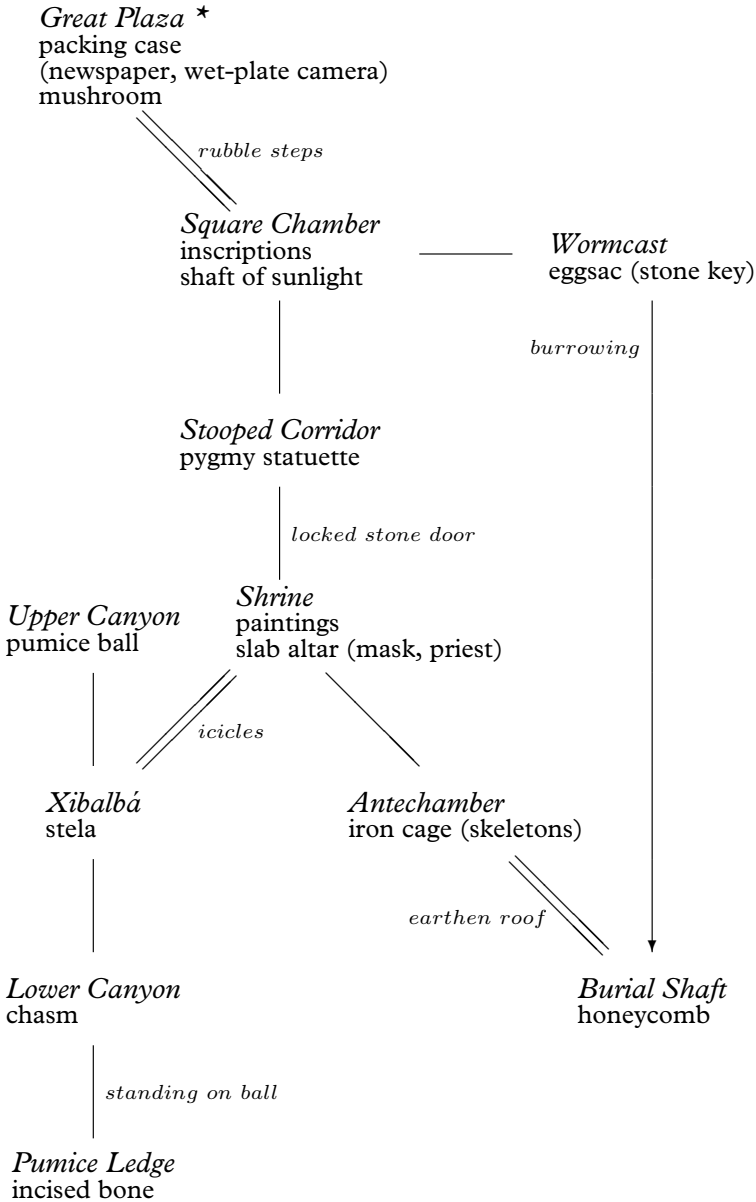 Great Plaza ★
packing case
(newspaper, wet-plate camera)
mushroom
rubble steps
Square Chamber
inscriptions
shaft of sunlight
Wormcast
eggsac (stone key)
burrowing
Stooped Corridor
pygmy statuette
locked stone door
Upper Canyon
pumice ball
Shrine
paintings
slab altar (mask, priest)
icicles
Xibalbá
stela
Antechamber
iron cage (skeletons)
earthen roof
Lower Canyon
chasm
Burial Shaft
honeycomb
standing on ball
Pumice Ledge
incised bone